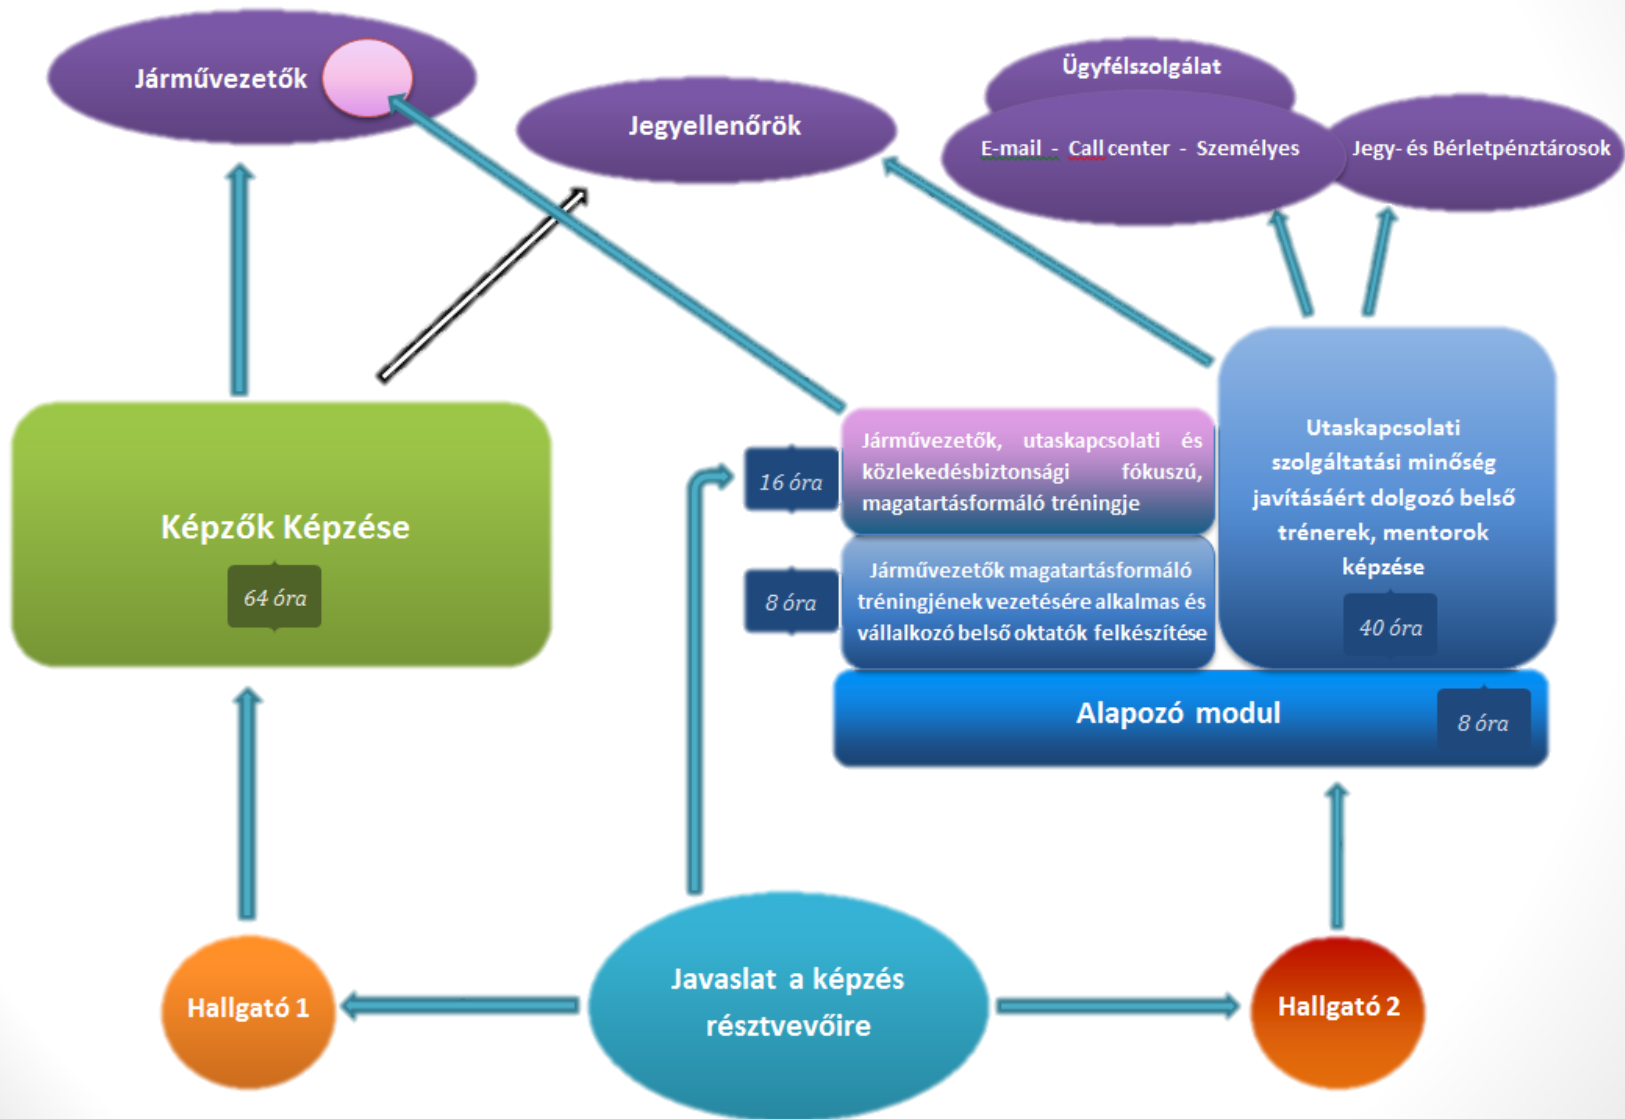 Járművezetők
Jegyellenőrök
Ügyfélszolgálat
E-mail - Call center - Személyes
Jegy- és Bérletpénztárosok
Képzők Képzése
64 óra
16 óra
Járművezetők, utaskapcsolati és
közlekedésbiztonsági fókuszú,
magatartásformáló tréningje
8 óra
Járművezetők magatartásformáló
tréningjének vezetésére alkalmas és
vállalkozó belső oktatók felkészítése
Utaskapcsolati
szolgáltatási minőség
javításáért dolgozó belső
trénerek, mentorok
képzése
40 óra
Alapozó modul
8 óra
Hallgató 1
Javaslat a képzés
résztvevőire
Hallgató 2